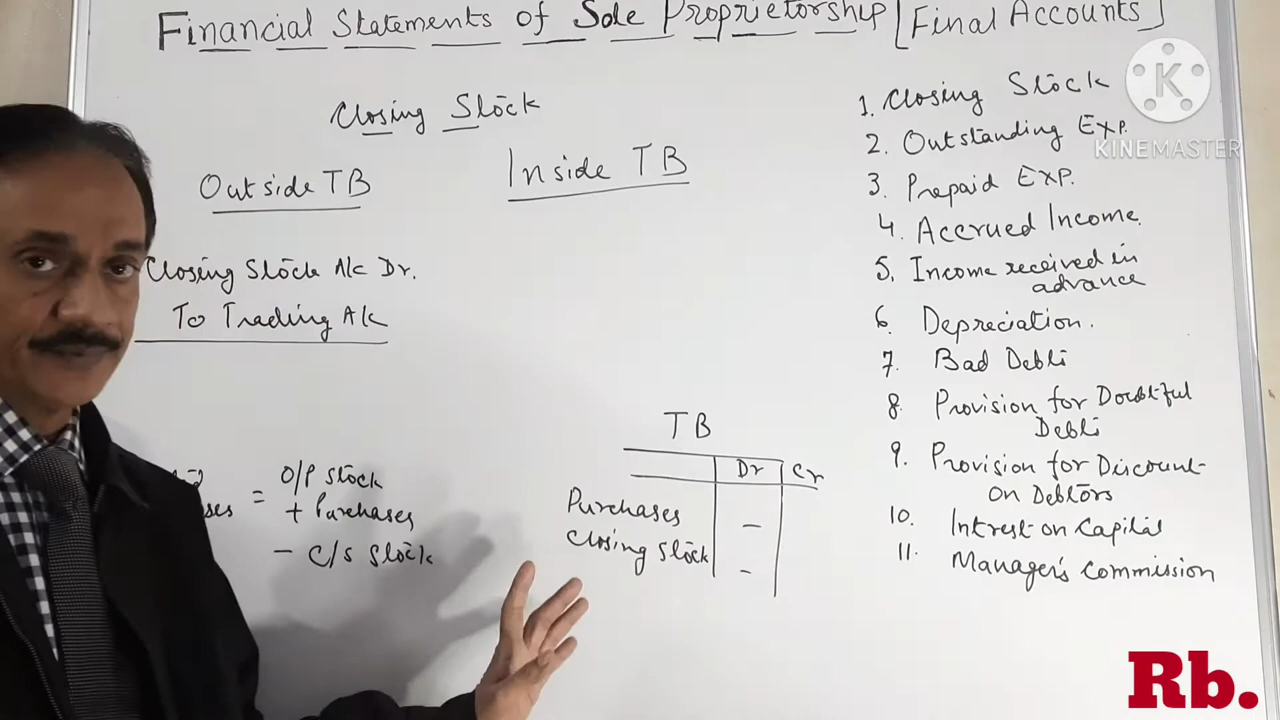 Financial Statements of Sole Proprietorship [Final Accounts]
Closing Stock
Outside TB
Inside TB
Closing Stock A/c Dr.
To Trading A/c
= O/P Stock
+ Purchases
- C/S Stock
TB
Dr Cr
Purchases -
Closing Stock -
1. Closing Stock
2. Outstanding Exp.
3. Prepaid Exp.
4. Accrued Income.
5. Income received in
advance
6. Depreciation.
7. Bad Debts
8. Provision for Doubtful
Debts
9. Provision for Discount
on Debtors
10. Intrest on Capital
11. Manager's Commission
K
KINEMASTER
Rb.